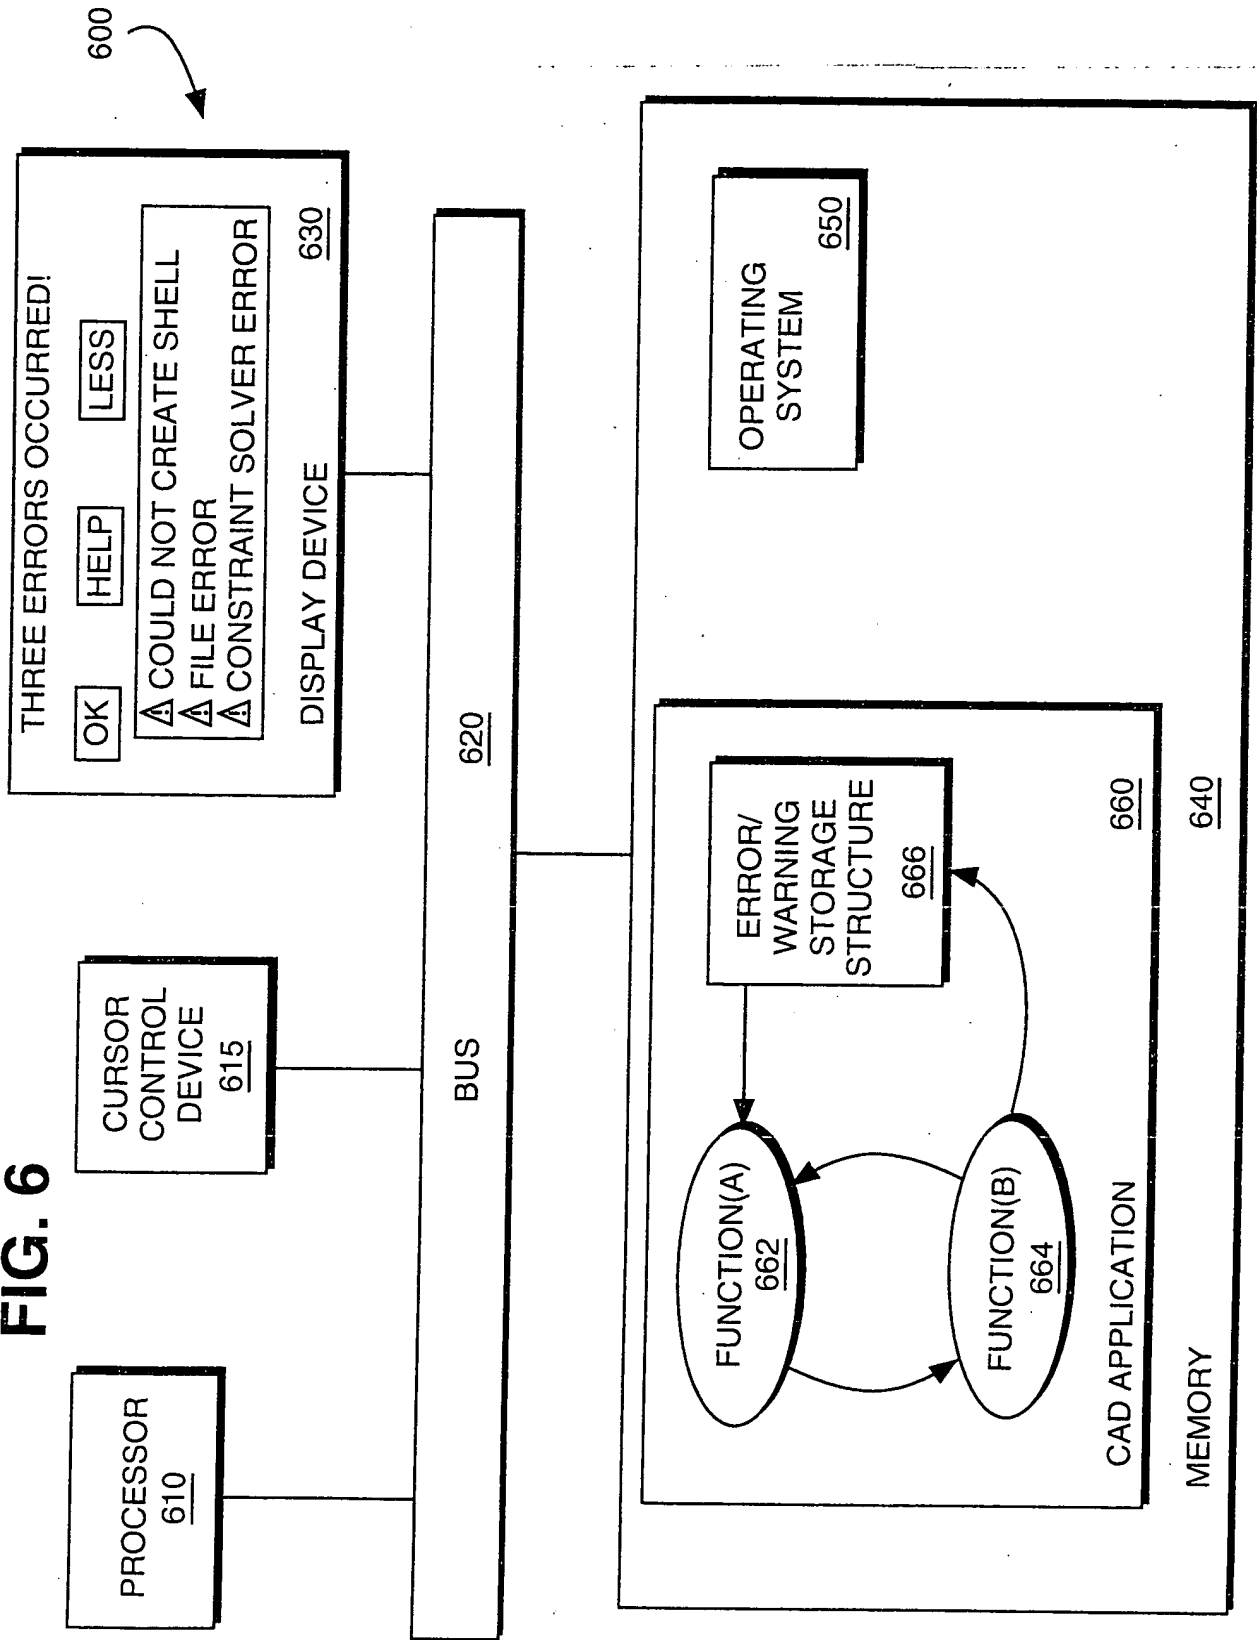 FIG. 6
600
PROCESSOR
610
CURSOR
CONTROL
DEVICE
615
THREE ERRORS OCCURRED!
OK HELP LESS
COULD NOT CREATE SHELL
FILE ERROR
CONSTRAINT SOLVER ERROR
DISPLAY DEVICE 630
BUS 620
FUNCTION(A)
662
ERROR/
WARNING
STORAGE
STRUCTURE
666
FUNCTION(B)
664
CAD APPLICATION 660
OPERATING
SYSTEM
650
MEMORY 640